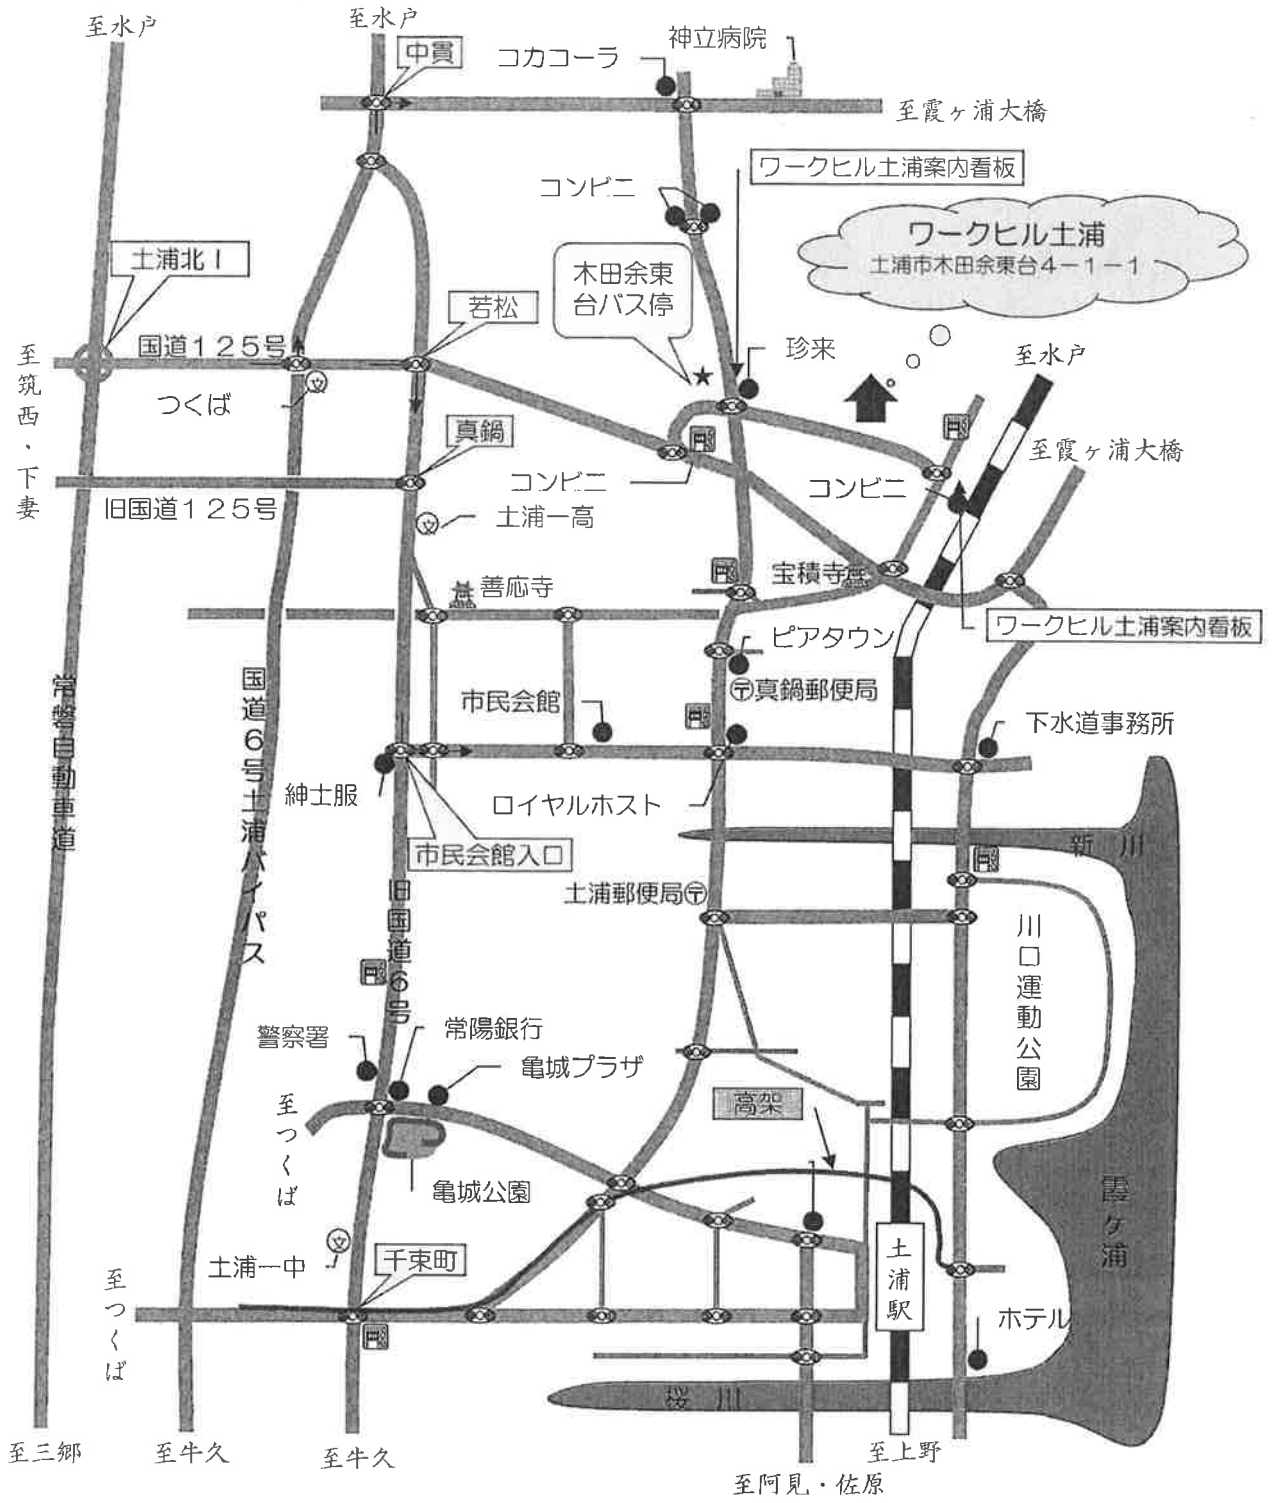 至水戸
至水戸
中貫
コカコーラ
神立病院
至霞ヶ浦大橋
コンビニ
ワークヒル土浦案内看板
ワークヒル土浦
土浦市木田余東台4-1-1
土浦北I
木田余東
台バス停
若松
国道125号
珍来
至水戸
至筑西・下妻
つくば
真鍋
コンビニ
コンビニ
至霞ヶ浦大橋
旧国道125号
土浦一高
善応寺
宝積寺
ワークヒル土浦案内看板
ピアタウン
〒真鍋郵便局
常磐自動車道
国道6号土浦バイパス
市民会館
下水道事務所
紳士服
ロイヤルホスト
市民会館入口
新川
旧国道6号
土浦郵便局〒
川口運動公園
警察署
常陽銀行
亀城プラザ
至つくば
高架
亀城公園
霞ヶ浦
土浦一中
千束町
土浦駅
至つくば
ホテル
桜川
至三郷
至牛久
至牛久
至上野
至阿見・佐原